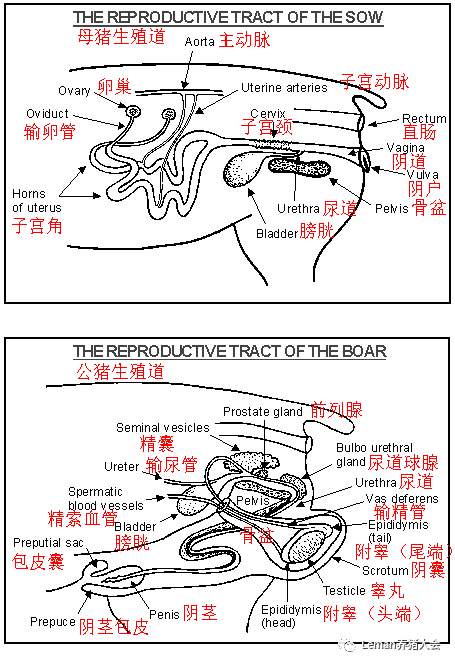 THE REPRODUCTIVE TRACT OF THE SOW
母猪生殖道
Aorta 主动脉
Ovary 卵巢
Uterine arteries 子宫动脉
Oviduct
输卵管
Cervix
子宫颈
Rectum
直肠
Vagina
阴道
Vulva
阴户
Horns
of uterus
子宫角
Urethra 尿道
Pelvis 骨盆
Bladder 膀胱
THE REPRODUCTIVE TRACT OF THE BOAR
公猪生殖道
Prostate gland 前列腺
Seminal vesicles
精囊
Bulbo urethral
gland 尿道球腺
Ureter 输尿管
Urethra 尿道
Pelvis
骨盆
Spermatic
blood vessels
精索血管
Vas deferens
输精管
Bladder
膀胱
Epididymis
(tail)
附睾（尾端）
Preputial sac
包皮囊
Scrotum 阴囊
Testicle 睾丸
Penis 阴茎
Epididymis
(head)
附睾（头端）
Prepuce 阴茎包皮
Leman养猪大会